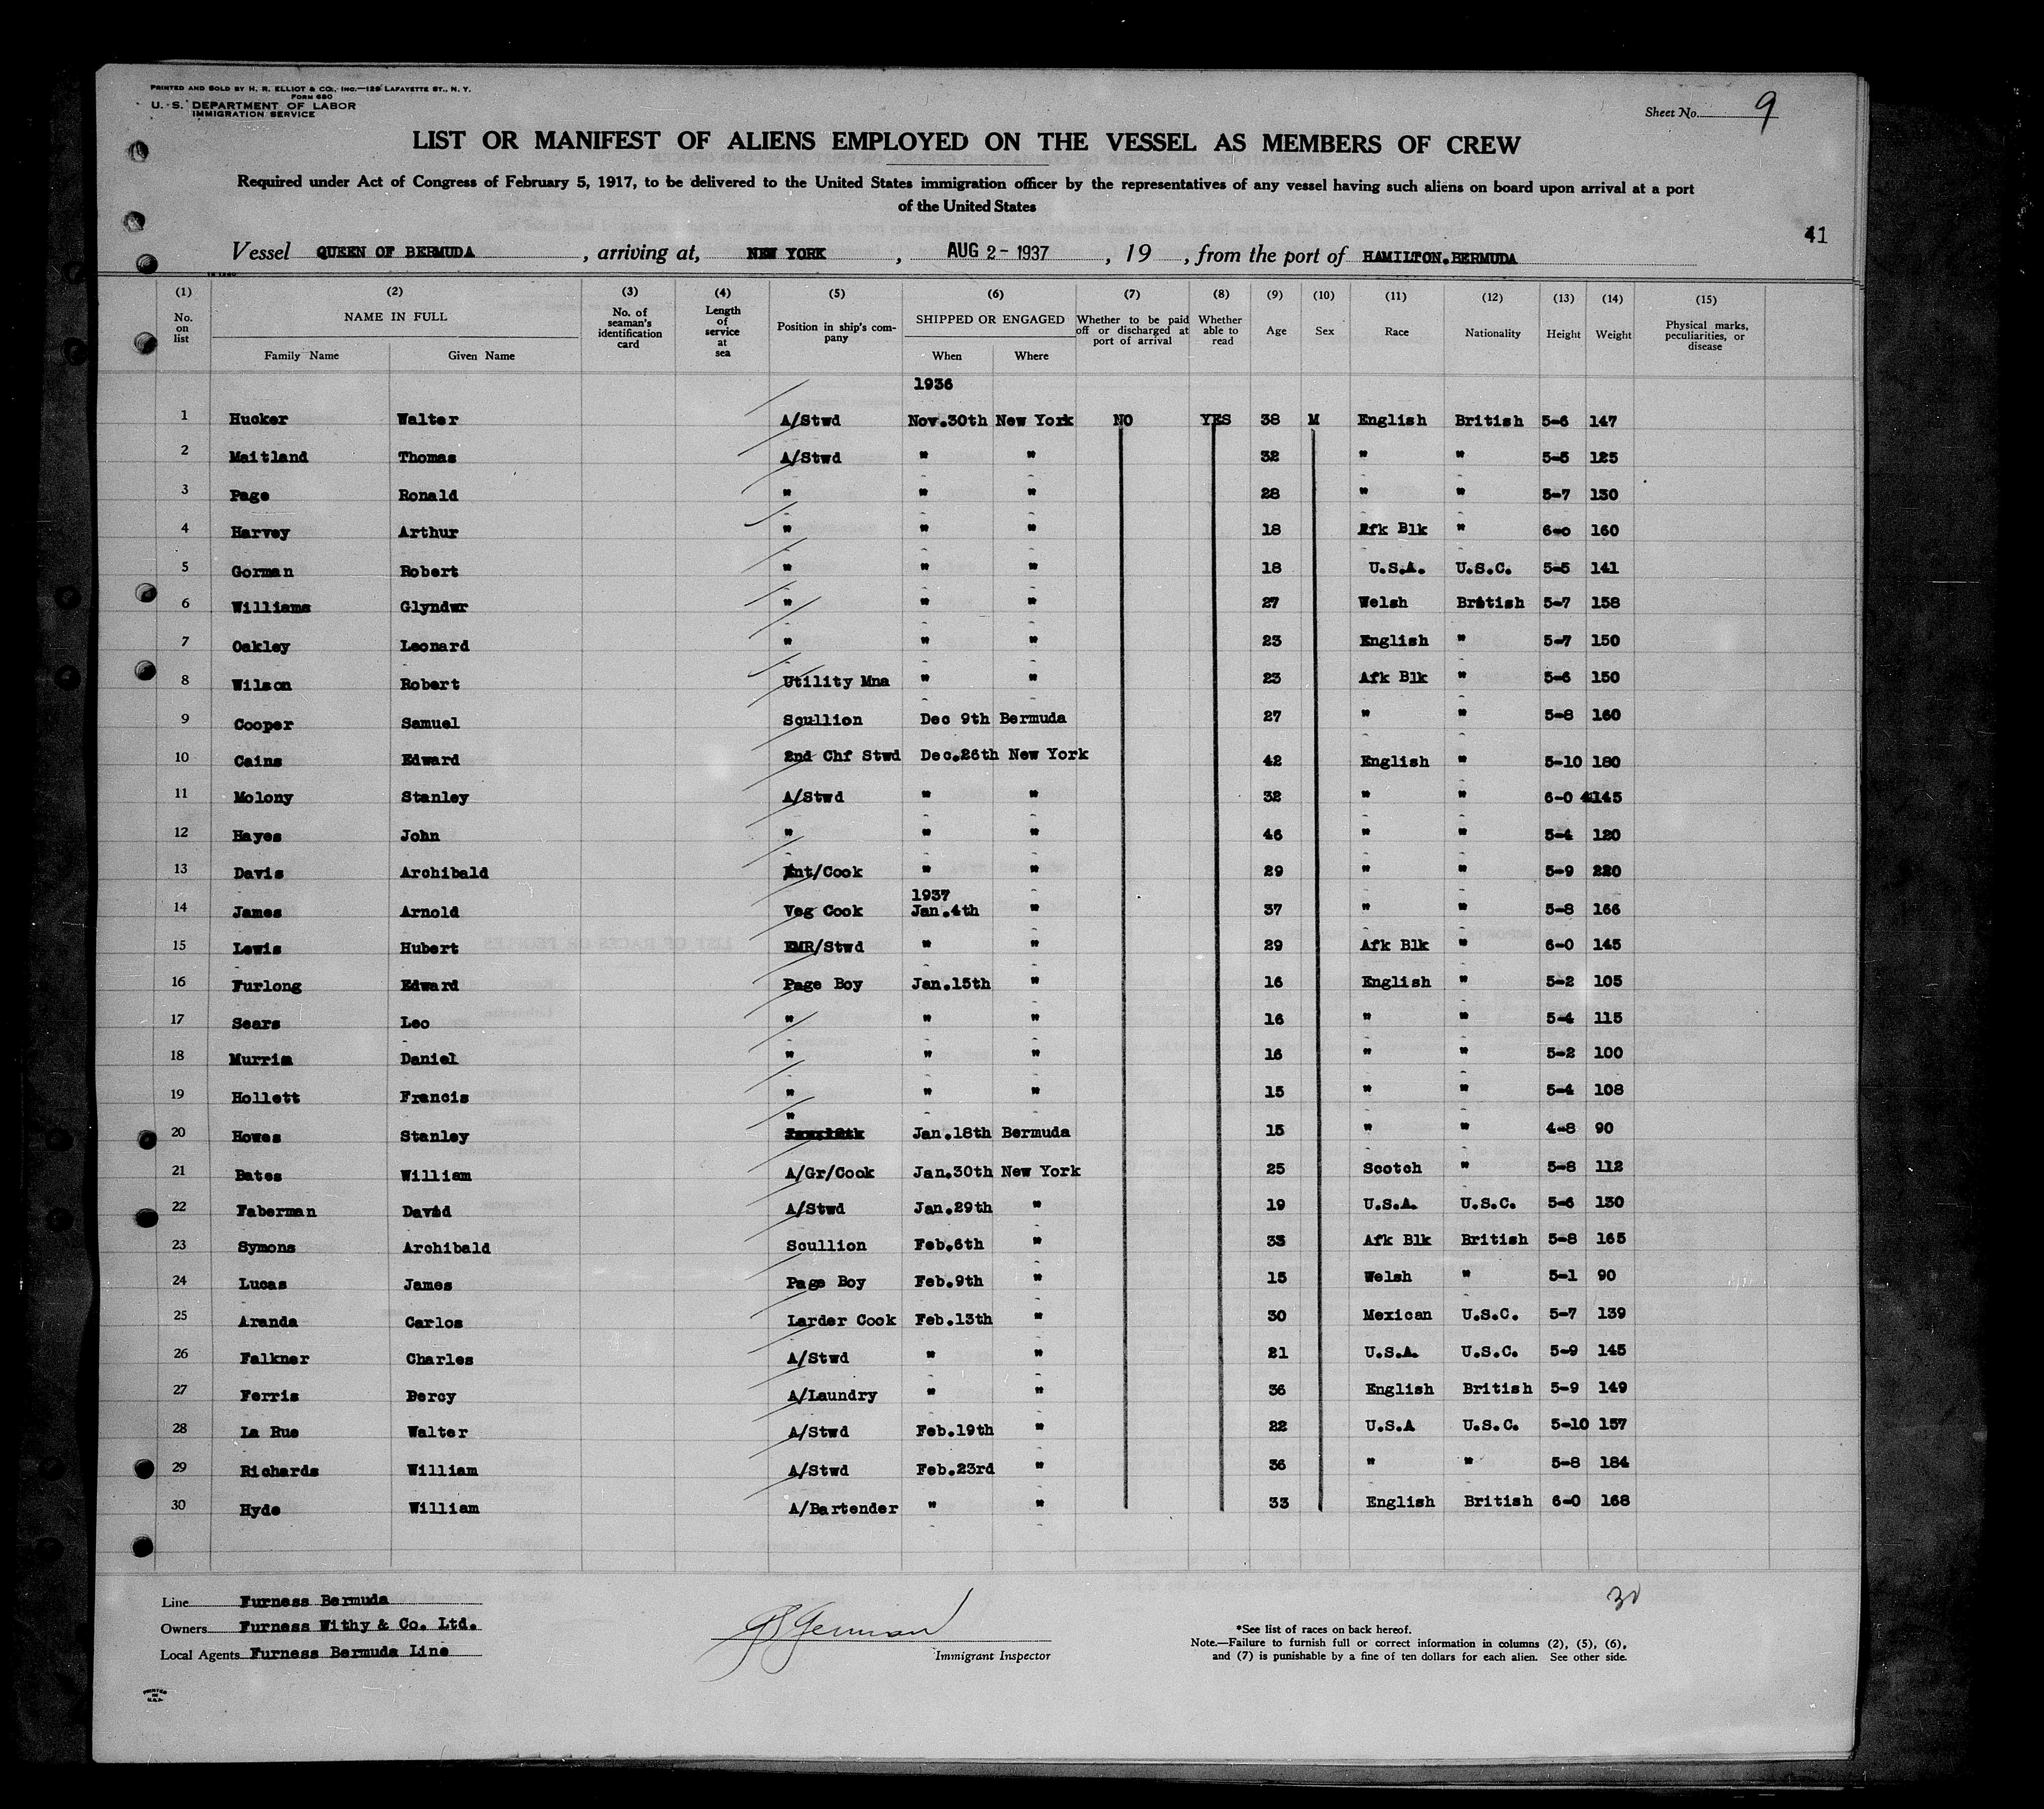 PRINTED AND SOLD BY H. R. ELLIOT & CO., INC.—129 LAFAYETTE ST., N. Y.
FORM 680
U. S. DEPARTMENT OF LABOR
IMMIGRATION SERVICE
Sheet No. 9
LIST OR MANIFEST OF ALIENS EMPLOYED ON THE VESSEL AS MEMBERS OF CREW
Required under Act of Congress of February 5, 1917, to be delivered to the United States immigration officer by the representatives of any vessel having such aliens on board upon arrival at a port
of the United States
41
Vessel QUEEN OF BERMUDA, arriving at, NEW YORK, AUG 2 - 1937, 19, from the port of HAMILTON.BERMUDA
(1) (2) (3) (4) (5) (6) (7) (8) (9) (10) (11) (12) (13) (14) (15)
No. on list NAME IN FULL Family Name Given Name No. of seaman's identification card Length of service at sea Position in ship's company SHIPPED OR ENGAGED When Where Whether to be paid off or discharged at port of arrival Whether able to read Age Sex Race Nationality Height Weight Physical marks, peculiarities, or disease
1936
1 Hucker Walter A/Stwd Nov.30th New York NO YES 38 M English British 5-6 147
2 Maitland Thomas A/Stwd " " 32 " " 5-5 125
3 Page Ronald " " " 28 " " 5-7 130
4 Harvey Arthur " " " 18 Afk Blk " 6-0 160
5 Gorman Robert " " " 18 U.S.A. U.S.C. 5-5 141
6 Williams Glyndwr " " " 27 Welsh British 5-7 158
7 Oakley Leonard " " " 23 English " 5-7 150
8 Wilson Robert Utility Mna " " 23 Afk Blk " 5-6 150
9 Cooper Samuel Scullion Dec 9th Bermuda 27 " " 5-8 160
10 Cains Edward 2nd Chf Stwd Dec.26th New York 42 English " 5-10 180
11 Molony Stanley A/Stwd " " 32 " " 6-0 145
12 Hayes John " " " 46 " " 5-4 120
13 Davis Archibald Ent/Cook " " 29 " " 5-9 220
1937
14 James Arnold Veg Cook Jan.4th " 37 " " 5-8 166
15 Lewis Hubert EMR/Stwd " " 29 Afk Blk " 6-0 145
16 Furlong Edward Page Boy Jan.15th " 16 English " 5-2 105
17 Sears Leo " " " 16 " " 5-4 115
18 Murrin Daniel " " " 16 " " 5-2 100
19 Hollett Francis " " " 15 " " 5-4 108
20 Howes Stanley " Jan.18th Bermuda 15 " " 4-8 90
21 Bates William A/Gr/Cook Jan.30th New York 25 Scotch " 5-8 112
22 Faberman David A/Stwd Jan.29th " 19 U.S.A. U.S.C. 5-6 130
23 Symons Archibald Scullion Feb.6th " 33 Afk Blk British 5-8 165
24 Lucas James Page Boy Feb.9th " 15 Welsh " 5-1 90
25 Aranda Carlos Larder Cook Feb.13th " 30 Mexican U.S.C. 5-7 139
26 Falkner Charles A/Stwd " " 21 U.S.A. U.S.C. 5-9 145
27 Ferris Percy A/Laundry " " 36 English British 5-9 149
28 La Rue Walter A/Stwd Feb.19th " 22 U.S.A U.S.C. 5-10 157
29 Richards William A/Stwd Feb.23rd " 36 " " 5-8 184
30 Hyde William A/Bartender " " 33 English British 6-0 168
30
Line Furness Bermuda
Owners Furness Withy & Co. Ltd.
Local Agents Furness Bermuda Line
Immigrant Inspector
*See list of races on back hereof.
Note.—Failure to furnish full or correct information in columns (2), (5), (6),
and (7) is punishable by a fine of ten dollars for each alien. See other side.
PRINTED IN U.S.A.